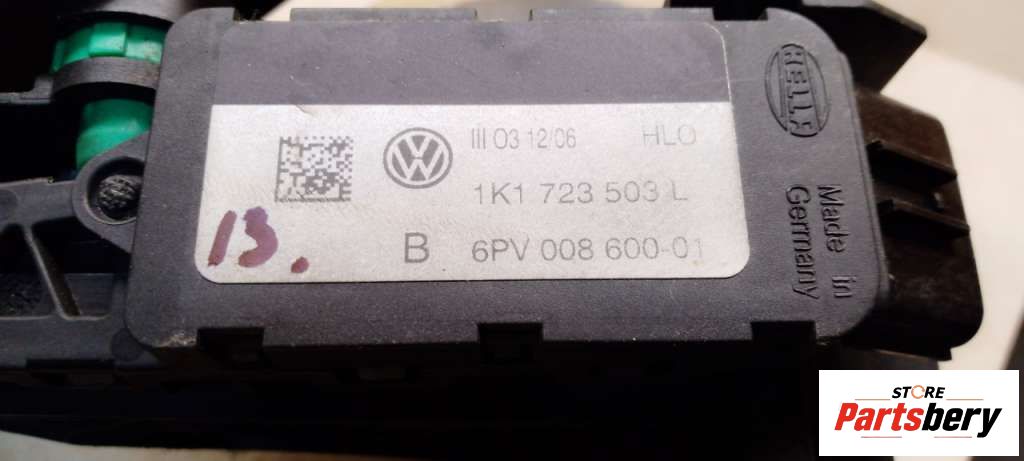 III 03 12/06 HLO
1K1 723 503 L
B 6PV 008 600-01
13.
HELLA
Made in
Germany
STORE
Partsbery